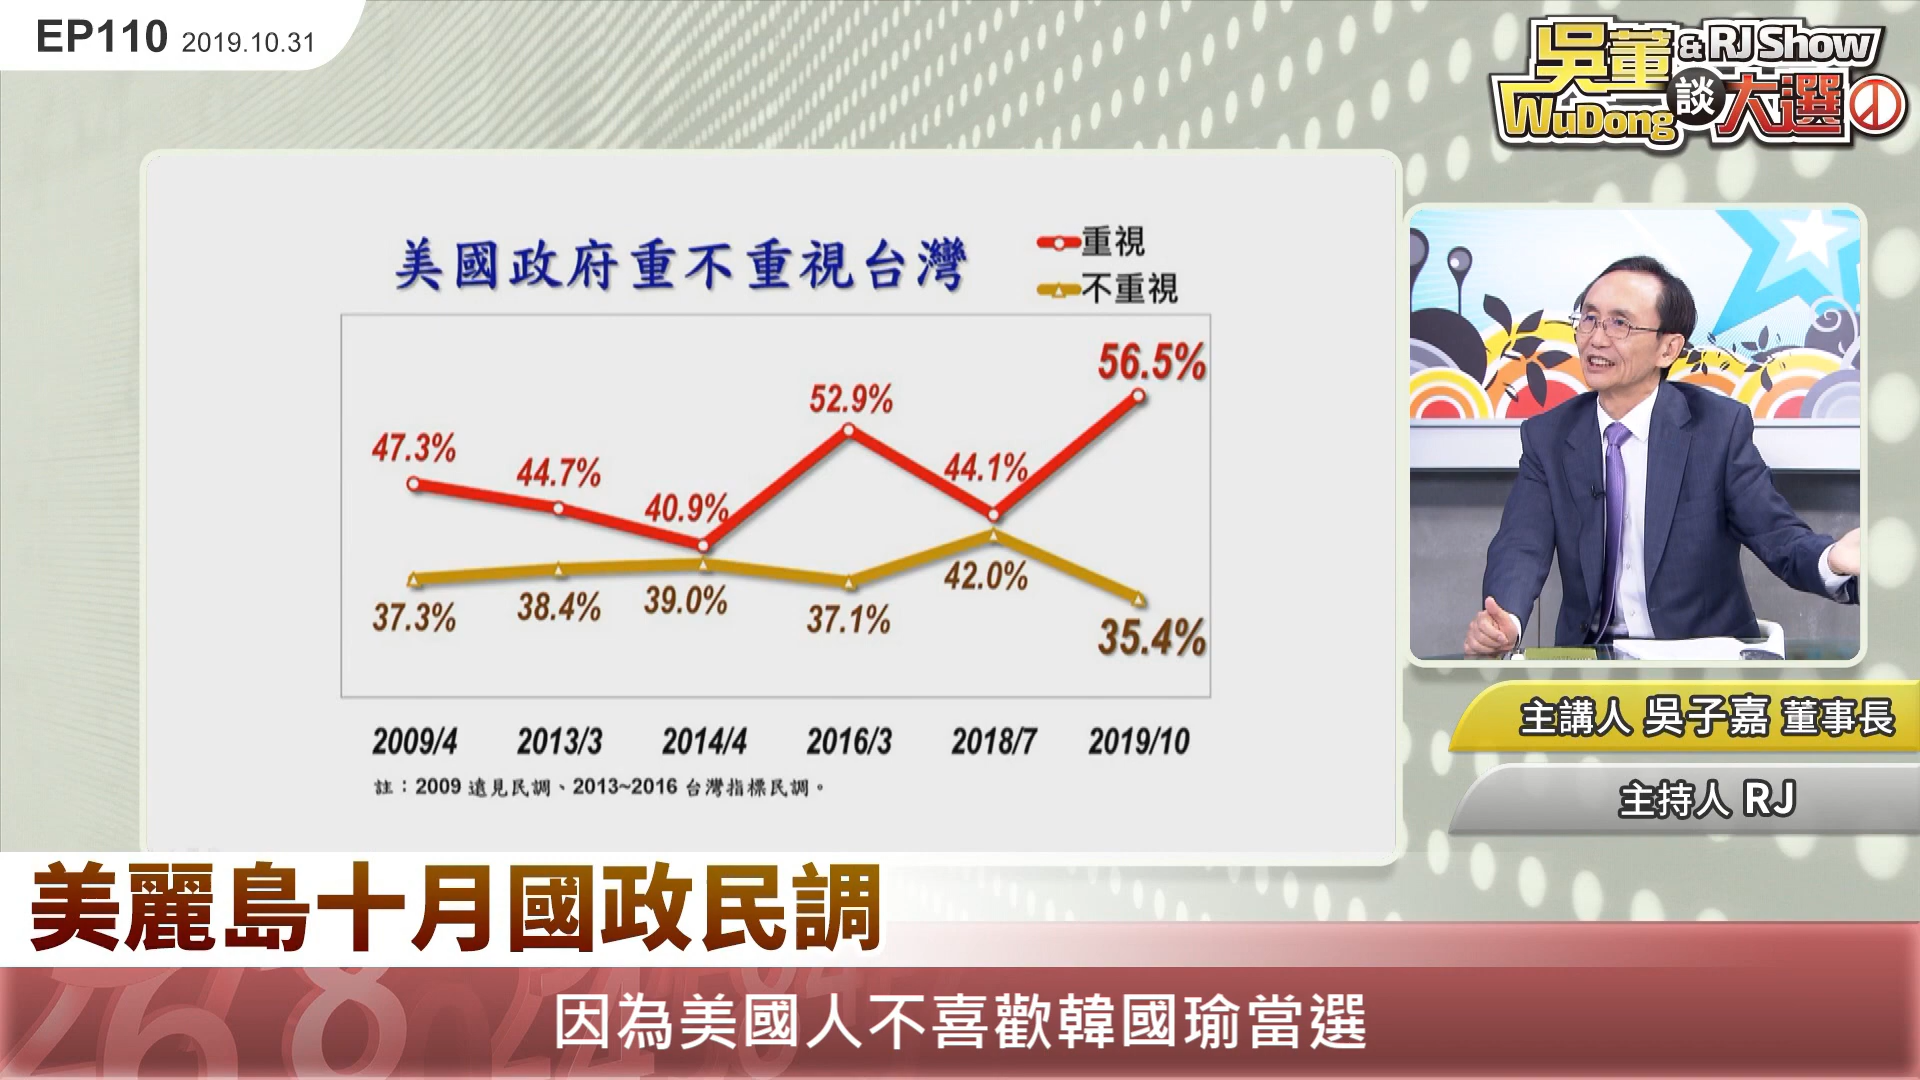 EP110 2019.10.31
吳董 & RJ Show
WuDong 談 大選
美國政府重不重視台灣
重視
不重視
56.5%
52.9%
47.3%
44.7%
44.1%
40.9%
37.3%
38.4%
39.0%
37.1%
42.0%
35.4%
2009/4 2013/3 2014/4 2016/3 2018/7 2019/10
註：2009 遠見民調、2013~2016 台灣指標民調。
主講人 吳子嘉 董事長
主持人 RJ
美麗島十月國政民調
因為美國人不喜歡韓國瑜當選